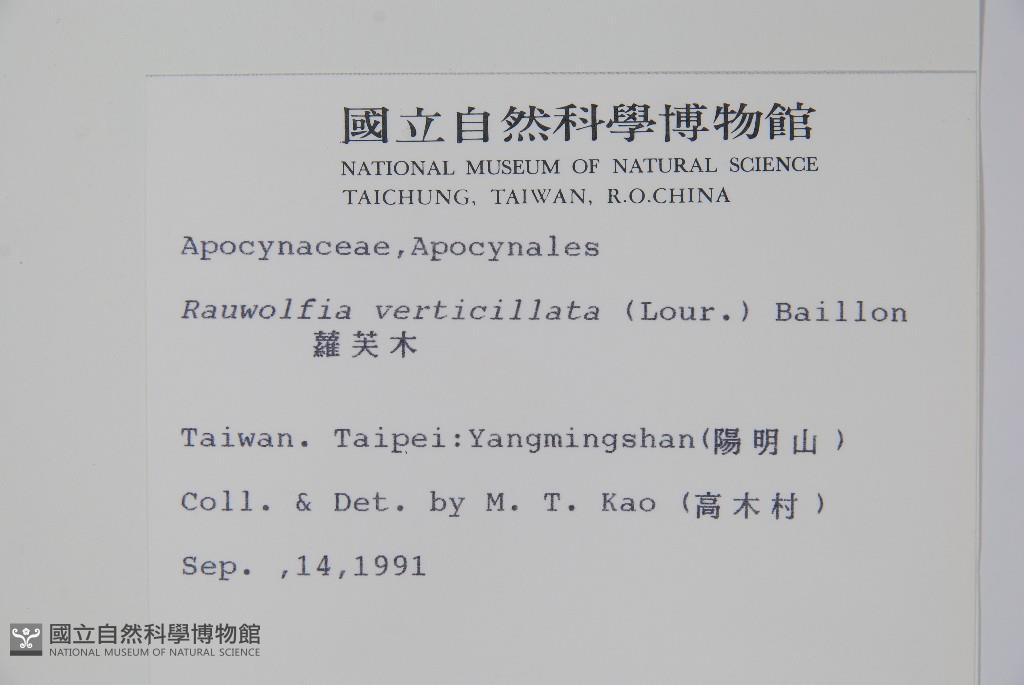 國立自然科學博物館
NATIONAL MUSEUM OF NATURAL SCIENCE
TAICHUNG, TAIWAN, R.O.CHINA
Apocynaceae,Apocynales
Rauwolfia verticillata (Lour.) Baillon
蘿芙木
Taiwan. Taipei:Yangmingshan(陽明山)
Coll. & Det. by M. T. Kao (高木村)
Sep. ,14,1991
國立自然科學博物館
NATIONAL MUSEUM OF NATURAL SCIENCE